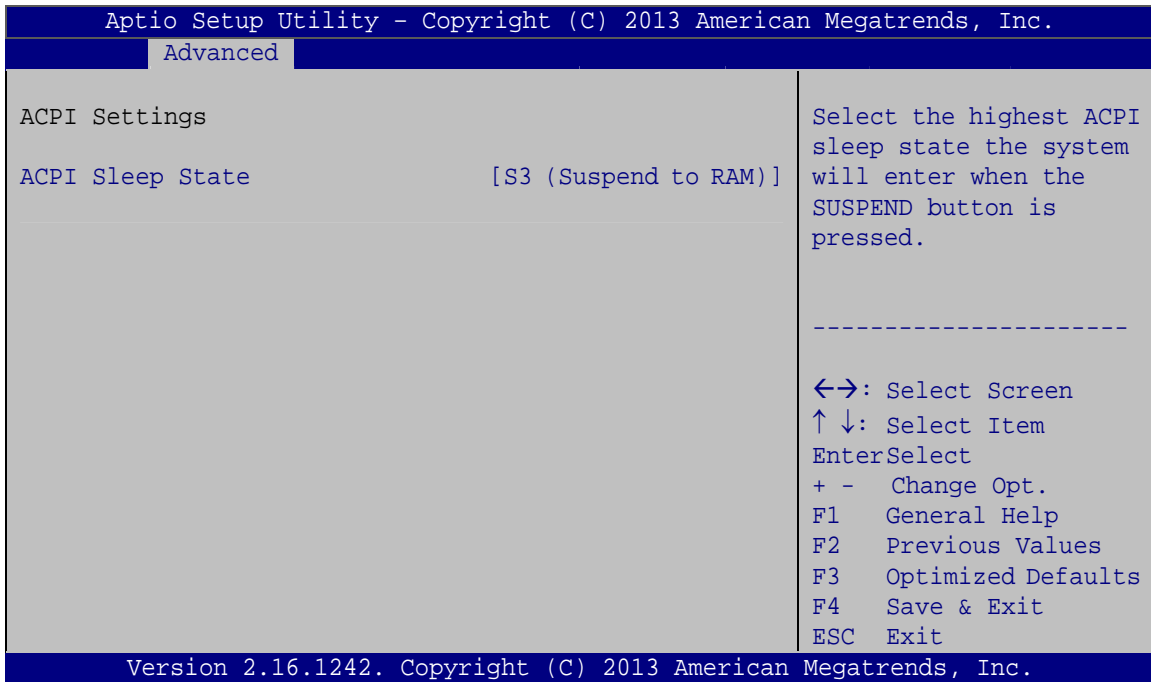 Aptio Setup Utility – Copyright (C) 2013 American Megatrends, Inc.
Advanced
ACPI Settings
ACPI Sleep State [S3 (Suspend to RAM)]
Select the highest ACPI
sleep state the system
will enter when the
SUSPEND button is
pressed.
----------------------
←→: Select Screen
↑ ↓: Select Item
EnterSelect
+ - Change Opt.
F1 General Help
F2 Previous Values
F3 Optimized Defaults
F4 Save & Exit
ESC Exit
Version 2.16.1242. Copyright (C) 2013 American Megatrends, Inc.